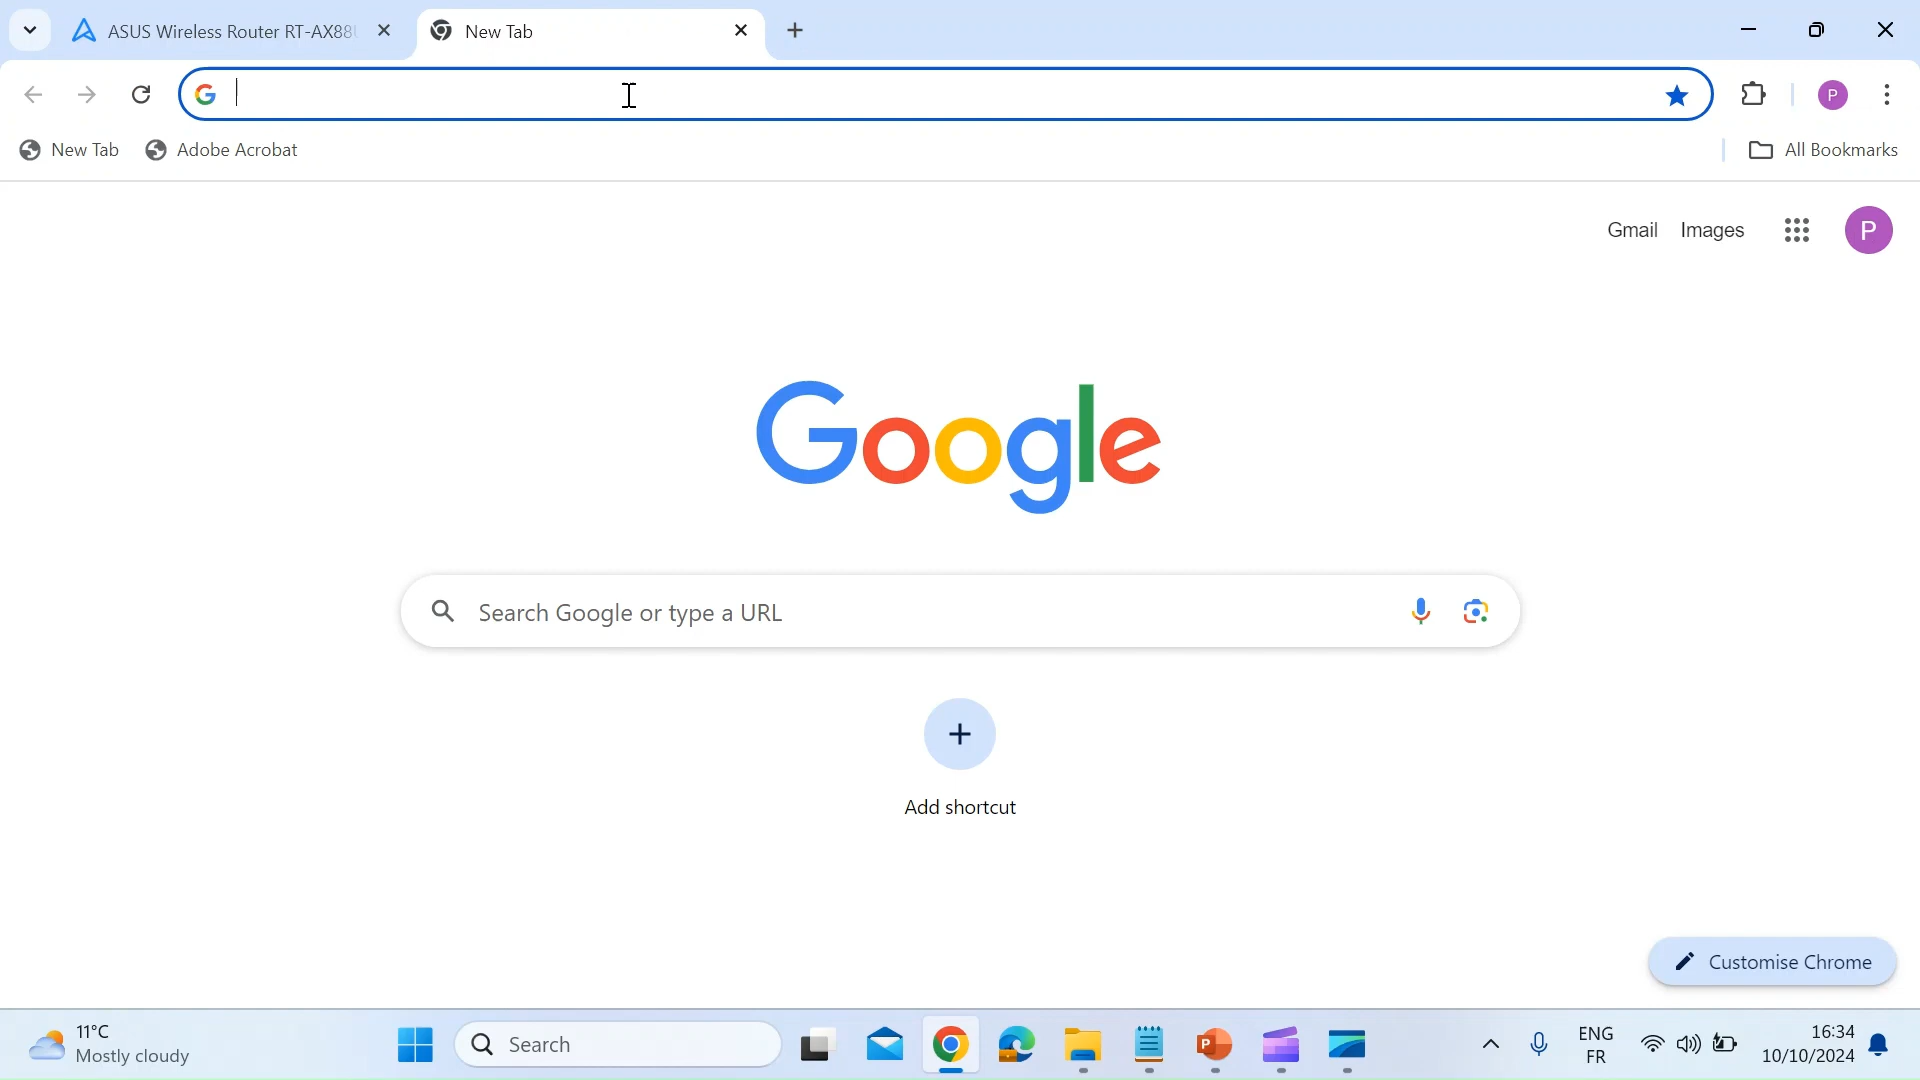 ASUS Wireless Router RT-AX88U
New Tab
New Tab
Adobe Acrobat
All Bookmarks
Gmail
Images
P
P
Google
Search Google or type a URL
Add shortcut
Customise Chrome
11°C
Mostly cloudy
Search
P
ENG
FR
16:34
10/10/2024